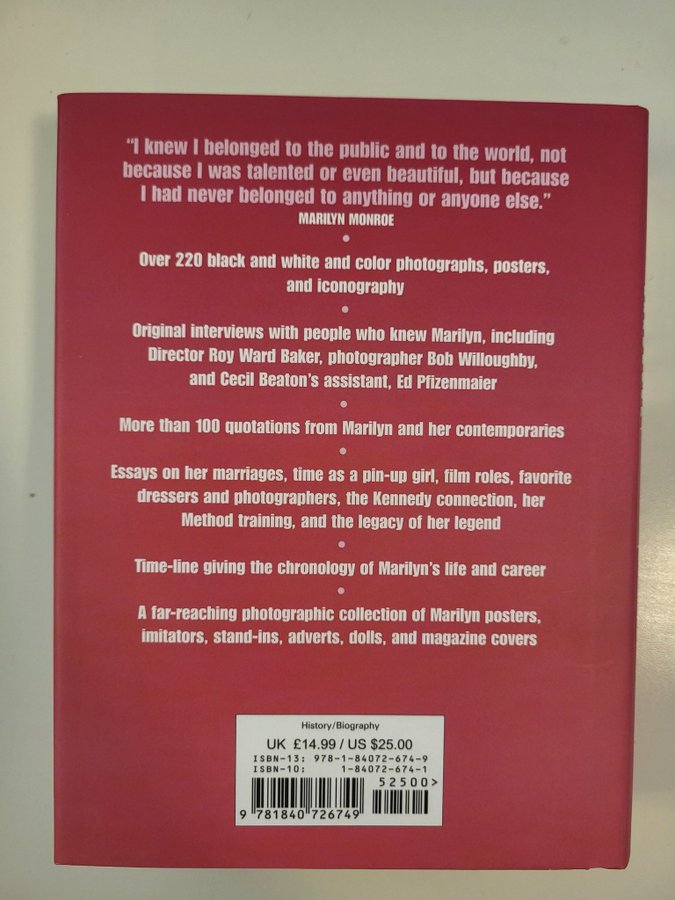 "I knew I belonged to the public and to the world, not
because I was talented or even beautiful, but because
I had never belonged to anything or anyone else."
MARILYN MONROE
Over 220 black and white and color photographs, posters,
and iconography
Original interviews with people who knew Marilyn, including
Director Roy Ward Baker, photographer Bob Willoughby,
and Cecil Beaton's assistant, Ed Pfizenmaier
More than 100 quotations from Marilyn and her contemporaries
Essays on her marriages, time as a pin-up girl, film roles, favorite
dressers and photographers, the Kennedy connection, her
Method training, and the legacy of her legend
Time-line giving the chronology of Marilyn's life and career
A far-reaching photographic collection of Marilyn posters,
imitators, stand-ins, adverts, dolls, and magazine covers
History/Biography
UK £14.99 / US $25.00
ISBN-13: 978-1-84072-674-9
ISBN-10: 1-84072-674-1
52500>
9 781840 726749